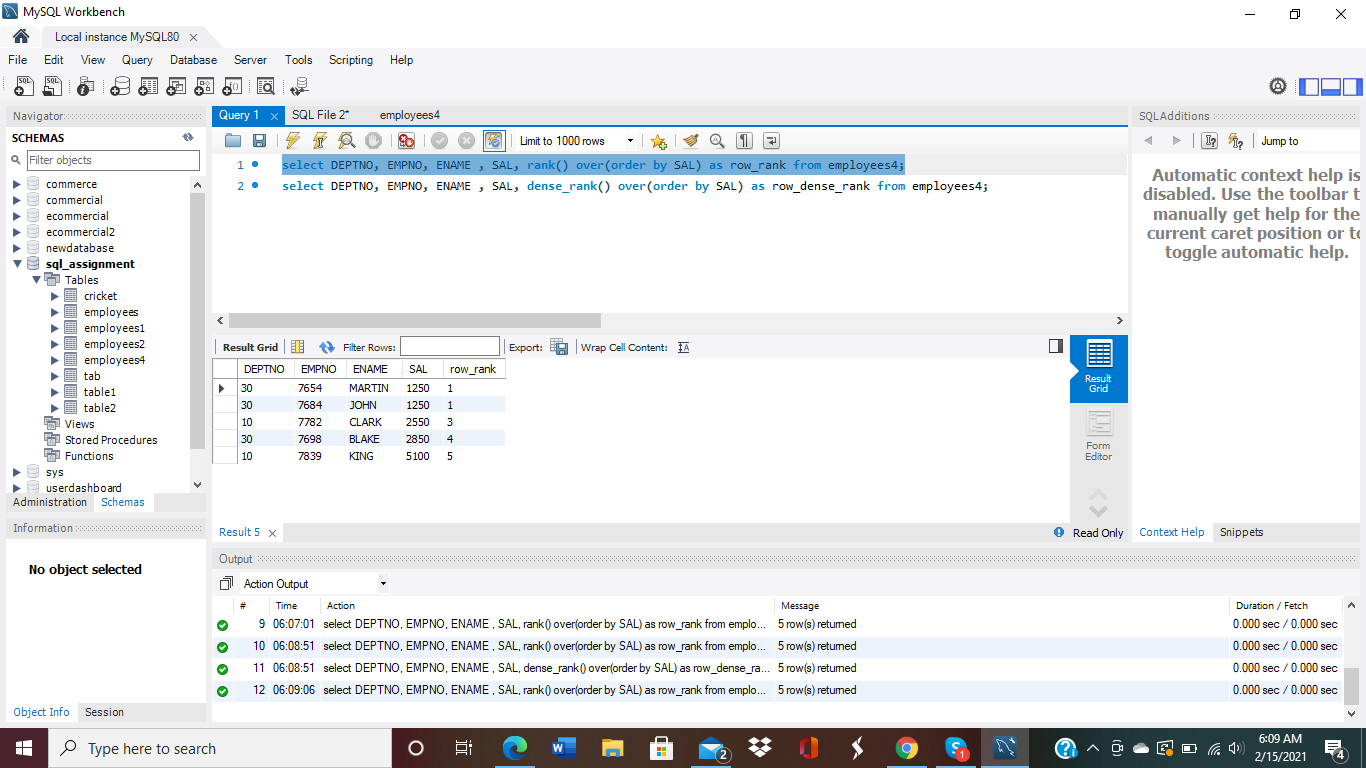 MySQL Workbench
Local instance MySQL80
File Edit View Query Database Server Tools Scripting Help
Navigator
SCHEMAS
Filter objects
commerce
commercial
ecommercial
ecommercial2
newdatabase
sql_assignment
Tables
cricket
employees
employees1
employees2
employees4
tab
table1
table2
Views
Stored Procedures
Functions
sys
userdashboard
Administration Schemas
Information
No object selected
Object Info Session
Query 1 SQL File 2* employees4
Limit to 1000 rows
1 select DEPTNO, EMPNO, ENAME , SAL, rank() over(order by SAL) as row_rank from employees4;
2 select DEPTNO, EMPNO, ENAME , SAL, dense_rank() over(order by SAL) as row_dense_rank from employees4;
Result Grid Filter Rows: Export: Wrap Cell Content:
DEPTNO EMPNO ENAME SAL row_rank
30 7654 MARTIN 1250 1
30 7684 JOHN 1250 1
10 7782 CLARK 2550 3
30 7698 BLAKE 2850 4
10 7839 KING 5100 5
Result Grid
Form Editor
Result 5 Read Only
SQLAdditions
Jump to
Automatic context help is
disabled. Use the toolbar t
manually get help for the
current caret position or to
toggle automatic help.
Context Help Snippets
Output
Action Output
# Time Action Message Duration / Fetch
9 06:07:01 select DEPTNO, EMPNO, ENAME , SAL, rank() over(order by SAL) as row_rank from emplo... 5 row(s) returned 0.000 sec / 0.000 sec
10 06:08:51 select DEPTNO, EMPNO, ENAME , SAL, rank() over(order by SAL) as row_rank from emplo... 5 row(s) returned 0.000 sec / 0.000 sec
11 06:08:51 select DEPTNO, EMPNO, ENAME , SAL, dense_rank() over(order by SAL) as row_dense_ra... 5 row(s) returned 0.000 sec / 0.000 sec
12 06:09:06 select DEPTNO, EMPNO, ENAME , SAL, rank() over(order by SAL) as row_rank from emplo... 5 row(s) returned 0.000 sec / 0.000 sec
Type here to search
2
1
6:09 AM
2/15/2021
4